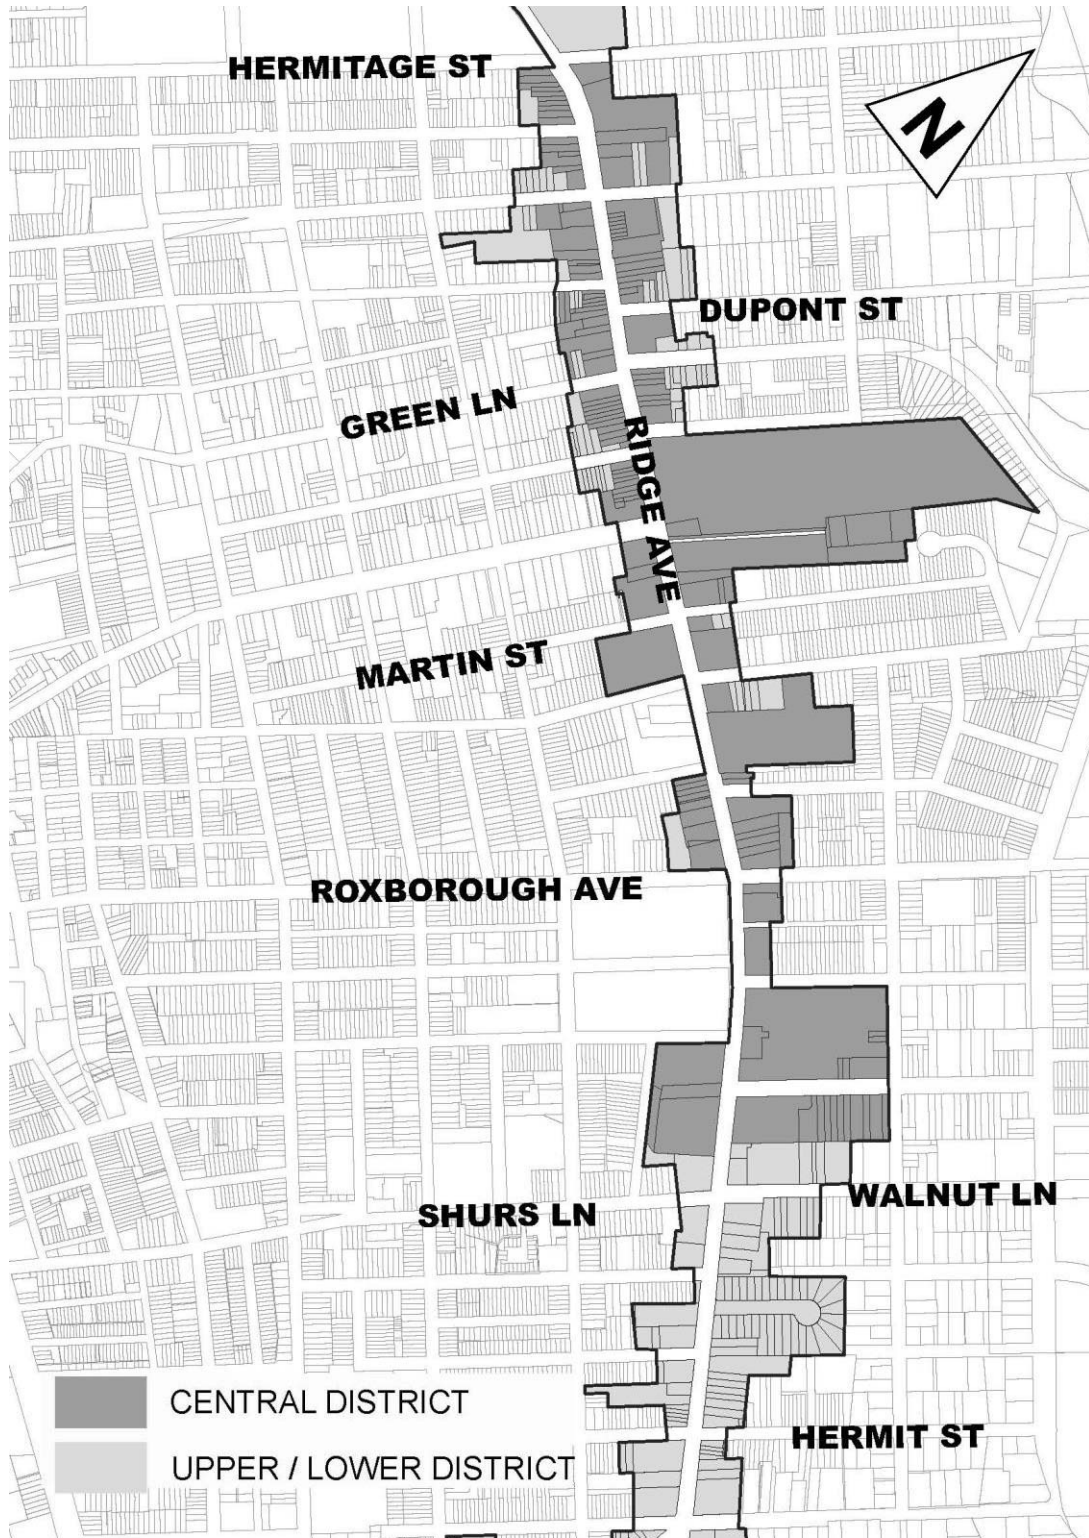 HERMITAGE ST
N
DUPONT ST
GREEN LN
RIDGE AVE
MARTIN ST
ROXBOROUGH AVE
WALNUT LN
SHURS LN
CENTRAL DISTRICT
HERMIT ST
UPPER / LOWER DISTRICT